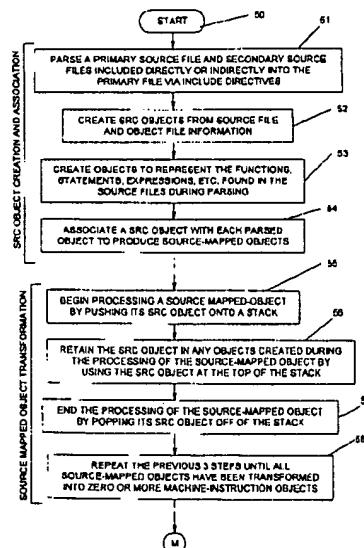 START
50
51
PARSE A PRIMARY SOURCE FILE AND SECONDARY SOURCE
FILES INCLUDED DIRECTLY OR INDIRECTLY INTO THE
PRIMARY FILE VIA INCLUDE DIRECTIVES
52
CREATE SRC OBJECTS FROM SOURCE FILE
AND OBJECT FILE INFORMATION
53
CREATE OBJECTS TO REPRESENT THE FUNCTIONS,
STATEMENTS, EXPRESSIONS, ETC. FOUND IN THE
SOURCE FILES DURING PARSING
54
ASSOCIATE A SRC OBJECT WITH EACH PARSED
OBJECT TO PRODUCE SOURCE-MAPPED OBJECTS
SRC OBJECT CREATION AND ASSOCIATION
55
BEGIN PROCESSING A SOURCE MAPPED-OBJECT
BY PUSHING ITS SRC OBJECT ONTO A STACK
56
RETAIN THE SRC OBJECT IN ANY OBJECTS CREATED DURING
THE PROCESSING OF THE SOURCE-MAPPED OBJECT BY
USING THE SRC OBJECT AT THE TOP OF THE STACK
END THE PROCESSING OF THE SOURCE-MAPPED OBJECT
BY POPPING ITS SRC OBJECT OFF OF THE STACK
58
REPEAT THE PREVIOUS 3 STEPS UNTIL ALL
SOURCE-MAPPED OBJECTS HAVE BEEN TRANSFORMED
INTO ZERO OR MORE MACHINE-INSTRUCTION OBJECTS
SOURCE MAPPED OBJECT TRANSFORMATION
M